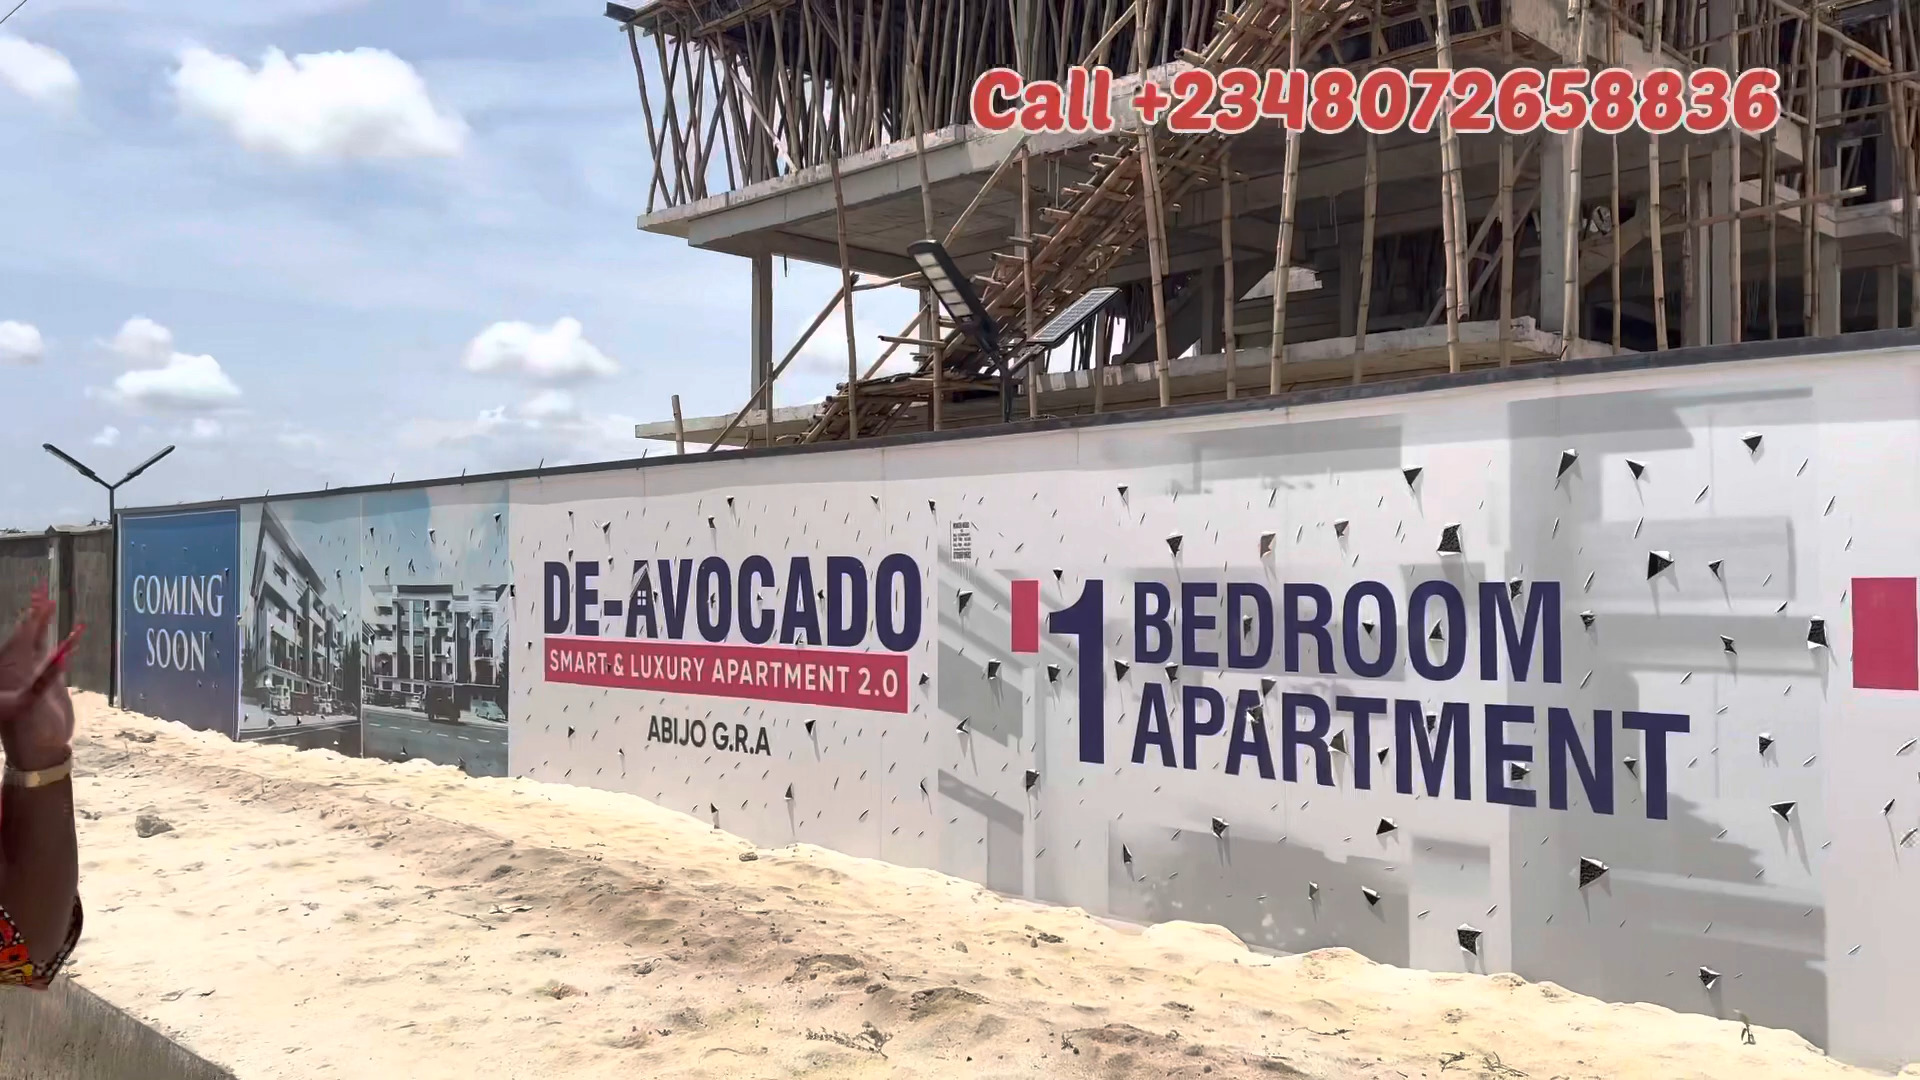 Call +2348072658836
COMING
SOON
DE-AVOCADO
SMART & LUXURY APARTMENT 2.0
ABIJO G.R.A
1 BEDROOM
APARTMENT